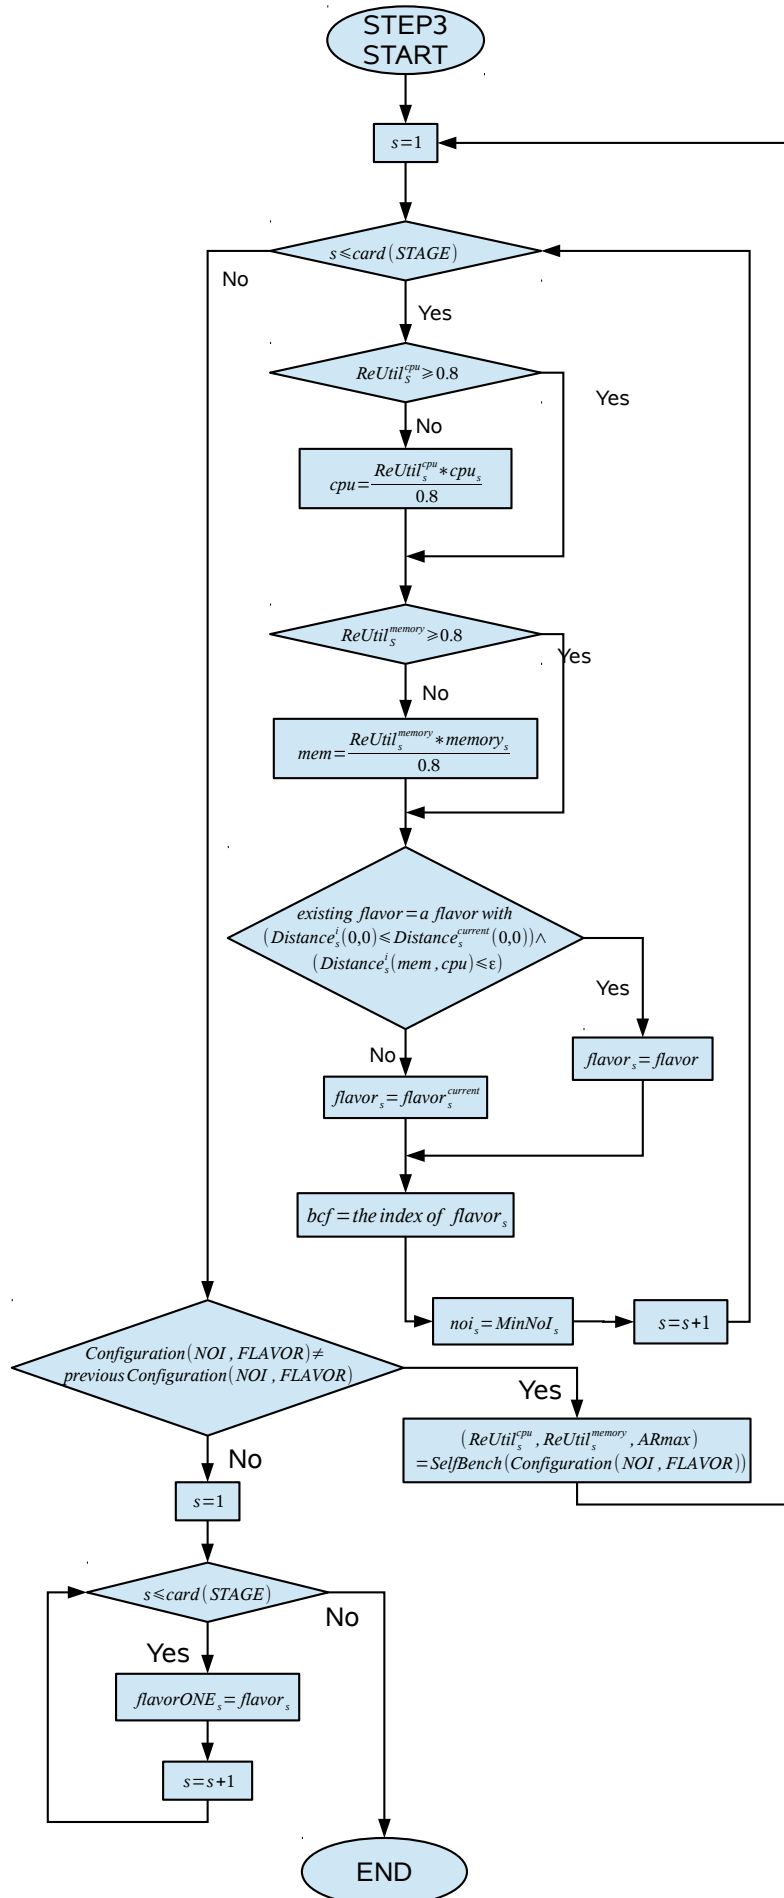 STEP3
START
s=1
s⩽card(STAGE)
No
Yes
ReUtil_S^cpu⩾0.8
Yes
No
cpu=ReUtil_s^cpu*cpu_s/0.8
ReUtil_S^memory⩾0.8
Yes
No
mem=ReUtil_s^memory*memory_s/0.8
existing flavor=a flavor with
(Distance_s^i(0,0)⩽Distance_s^current(0,0))∧
(Distance_s^i(mem,cpu)⩽ε)
Yes
No
flavor_s=flavor
flavor_s=flavor_s^current
bcf=the index of flavor_s
noi_s=MinNoI_s
s=s+1
Configuration(NOI,FLAVOR)≠
previousConfiguration(NOI,FLAVOR)
Yes
(ReUtil_s^cpu,ReUtil_s^memory,ARmax)
=SelfBench(Configuration(NOI,FLAVOR))
No
s=1
s⩽card(STAGE)
No
Yes
flavorONE_s=flavor_s
s=s+1
END